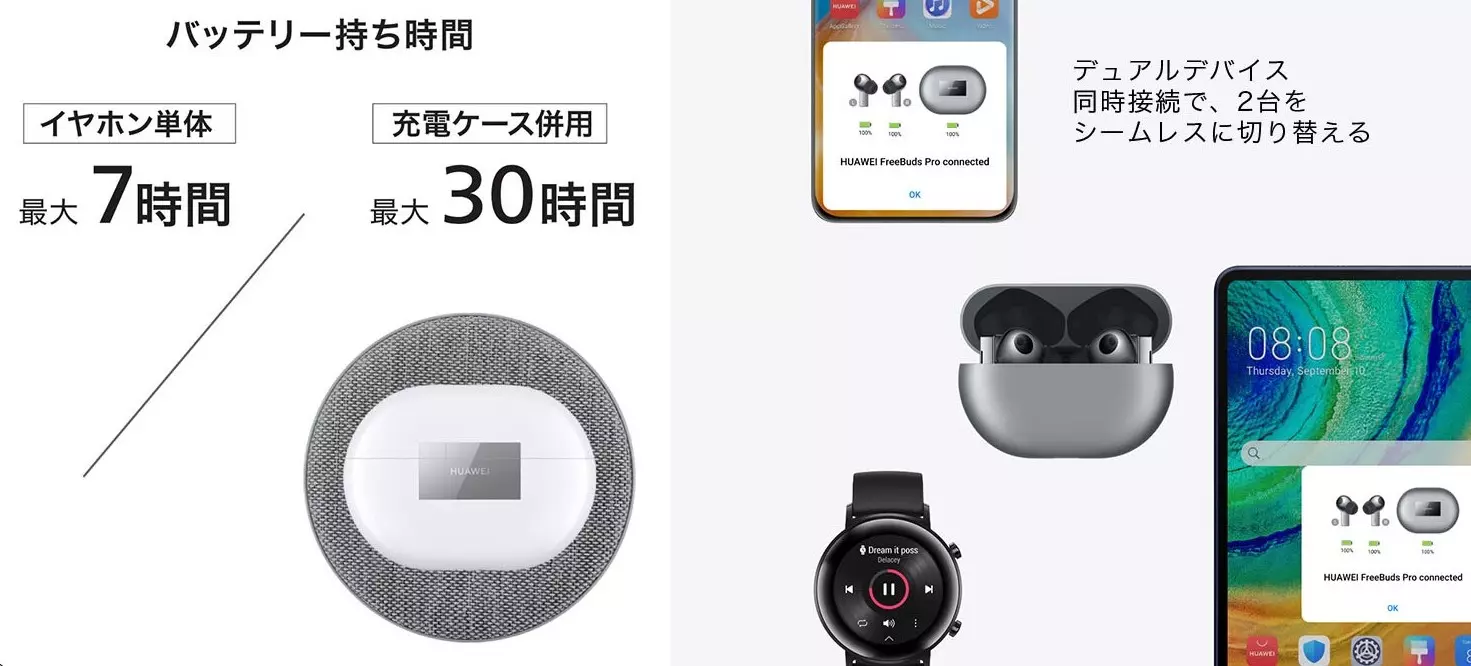 バッテリー持ち時間
イヤホン単体
最大 7時間
充電ケース併用
最大 30時間
HUAWEI
HUAWEI
100%
100%
100%
HUAWEI FreeBuds Pro connected
OK
デュアルデバイス
同時接続で、2台を
シームレスに切り替える
Dream it poss
Delacey
08:08
Thursday, September 10
100%
100%
100%
HUAWEI FreeBuds Pro connected
OK
HUAWEI